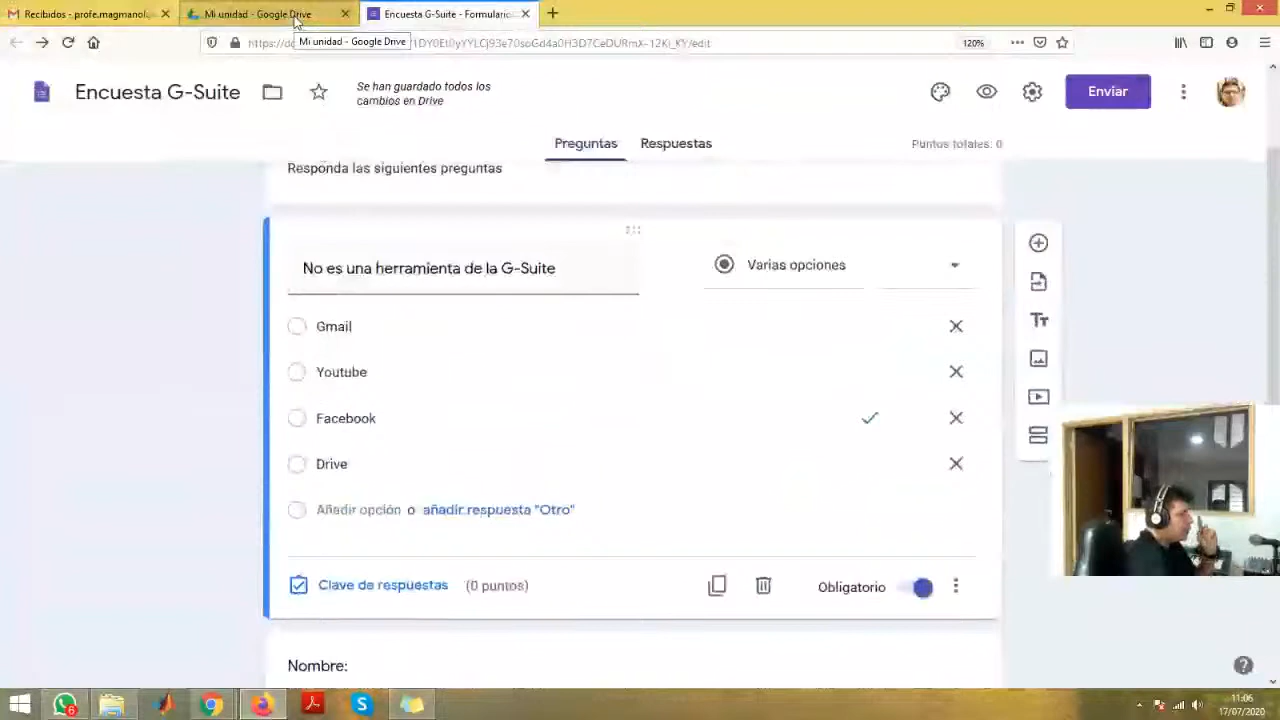 Recibidos - profe.magmanol
Mi unidad - Google Drive
Encuesta G-Suite - Formulario
Mi unidad - Google Drive
120%
Encuesta G-Suite
Se han guardado todos los
cambios en Drive
Enviar
Preguntas
Respuestas
Puntos totales: 0
Responda las siguientes preguntas
No es una herramienta de la G-Suite
Varias opciones
Gmail
Youtube
Facebook
Drive
Añadir opción o añadir respuesta "Otro"
Clave de respuestas (0 puntos)
Obligatorio
Nombre:
11:06
17/07/2020